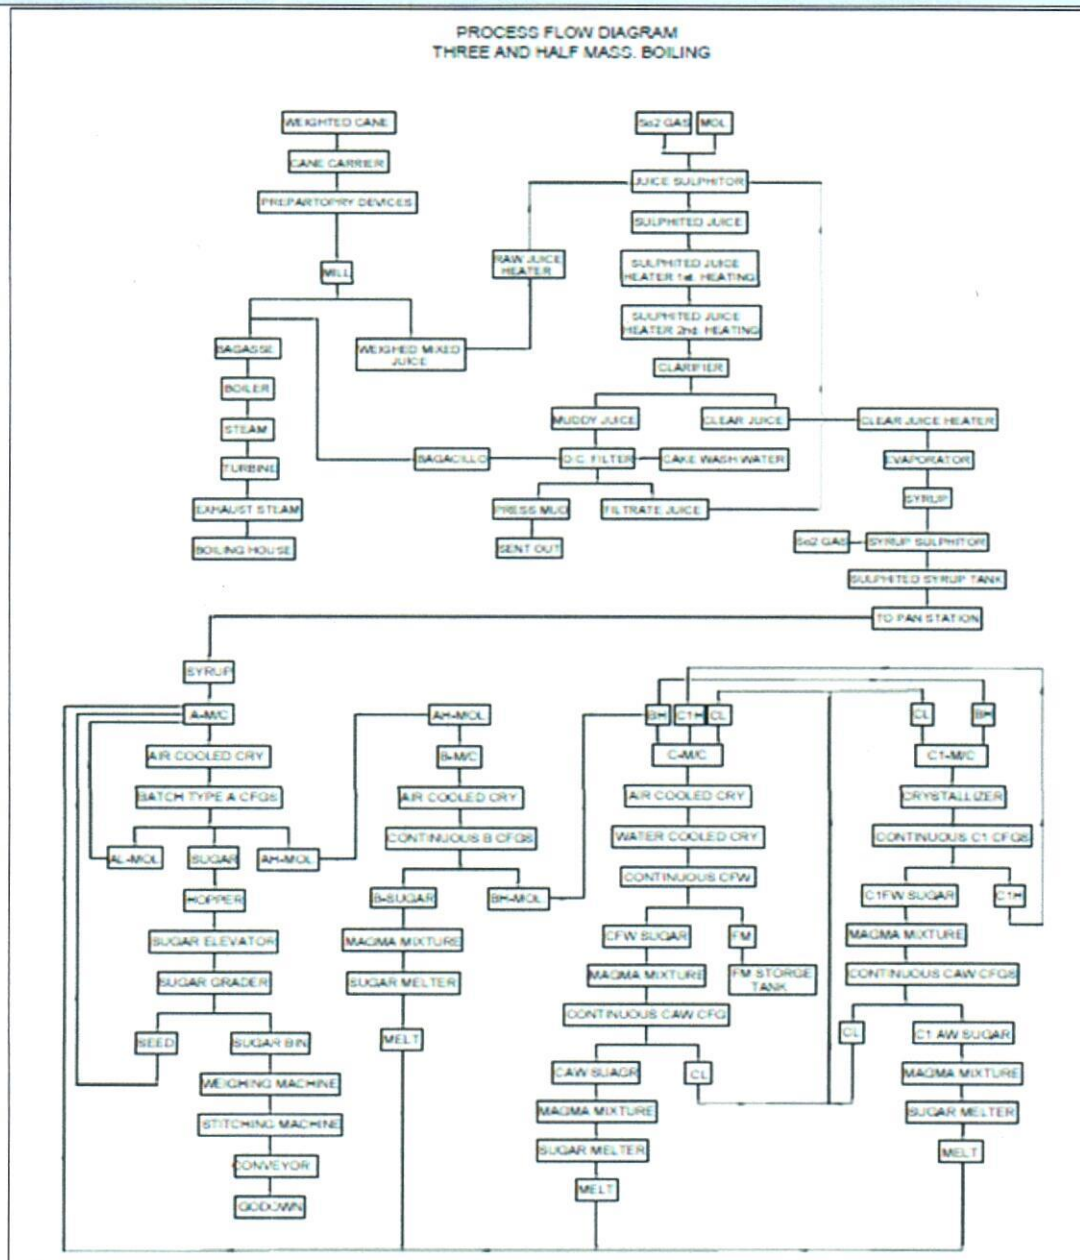 PROCESS FLOW DIAGRAM
THREE AND HALF MASS. BOILING
WEIGHTED CANE
So2 GAS
MOL
CANE CARRIER
JUICE SULPHITOR
PREPARTOPRY DEVICES
SULPHITED JUICE
RAW JUICE
HEATER
SULPHITED JUICE
HEATER 1st. HEATING
MILL
SULPHITED JUICE
HEATER 2nd. HEATING
BAGASSE
WEIGHED MIXED
JUICE
CLARIFIER
BOILER
MUDDY JUICE
CLEAR JUICE
CLEAR JUICE HEATER
STEAM
BAGACILLO
O.C. FILTER
CAKE WASH WATER
EVAPORATOR
TURBINE
SYRUP
EXHAUST STEAM
PRESS MUD
FILTRATE JUICE
BOILING HOUSE
SENT OUT
So2 GAS
SYRUP SULPHITOR
SULPHITED SYRUP TANK
TO PAN STATION
SYRUP
A-M/C
AH-MOL
BH
C1H
CL
CL
BH
AIR COOLED CRY
B-M/C
C-M/C
C1-M/C
BATCH TYPE A CFGS
AIR COOLED CRY
AIR COOLED CRY
CRYSTALLIZER
CONTINUOUS B CFGS
WATER COOLED CRY
CONTINUOUS C1 CFGS
AL-MOL
SUGAR
AH-MOL
CONTINUOUS CFW
HOPPER
B-SUGAR
BH-MOL
C1FW SUGAR
C1H
SUGAR ELEVATOR
MAGMA MIXTURE
CFW SUGAR
FM
MAGMA MIXTURE
SUGAR GRADER
SUGAR MELTER
MAGMA MIXTURE
FM STORGE
TANK
CONTINUOUS CAW CFGS
CONTINUOUS CAW CFG
SEED
SUGAR BIN
MELT
CL
C1 AW SUGAR
WEIGHING MACHINE
CAW SUAGR
CL
MAGMA MIXTURE
STITCHING MACHINE
MAGMA MIXTURE
SUGAR MELTER
CONVEYOR
SUGAR MELTER
MELT
GODOWN
MELT